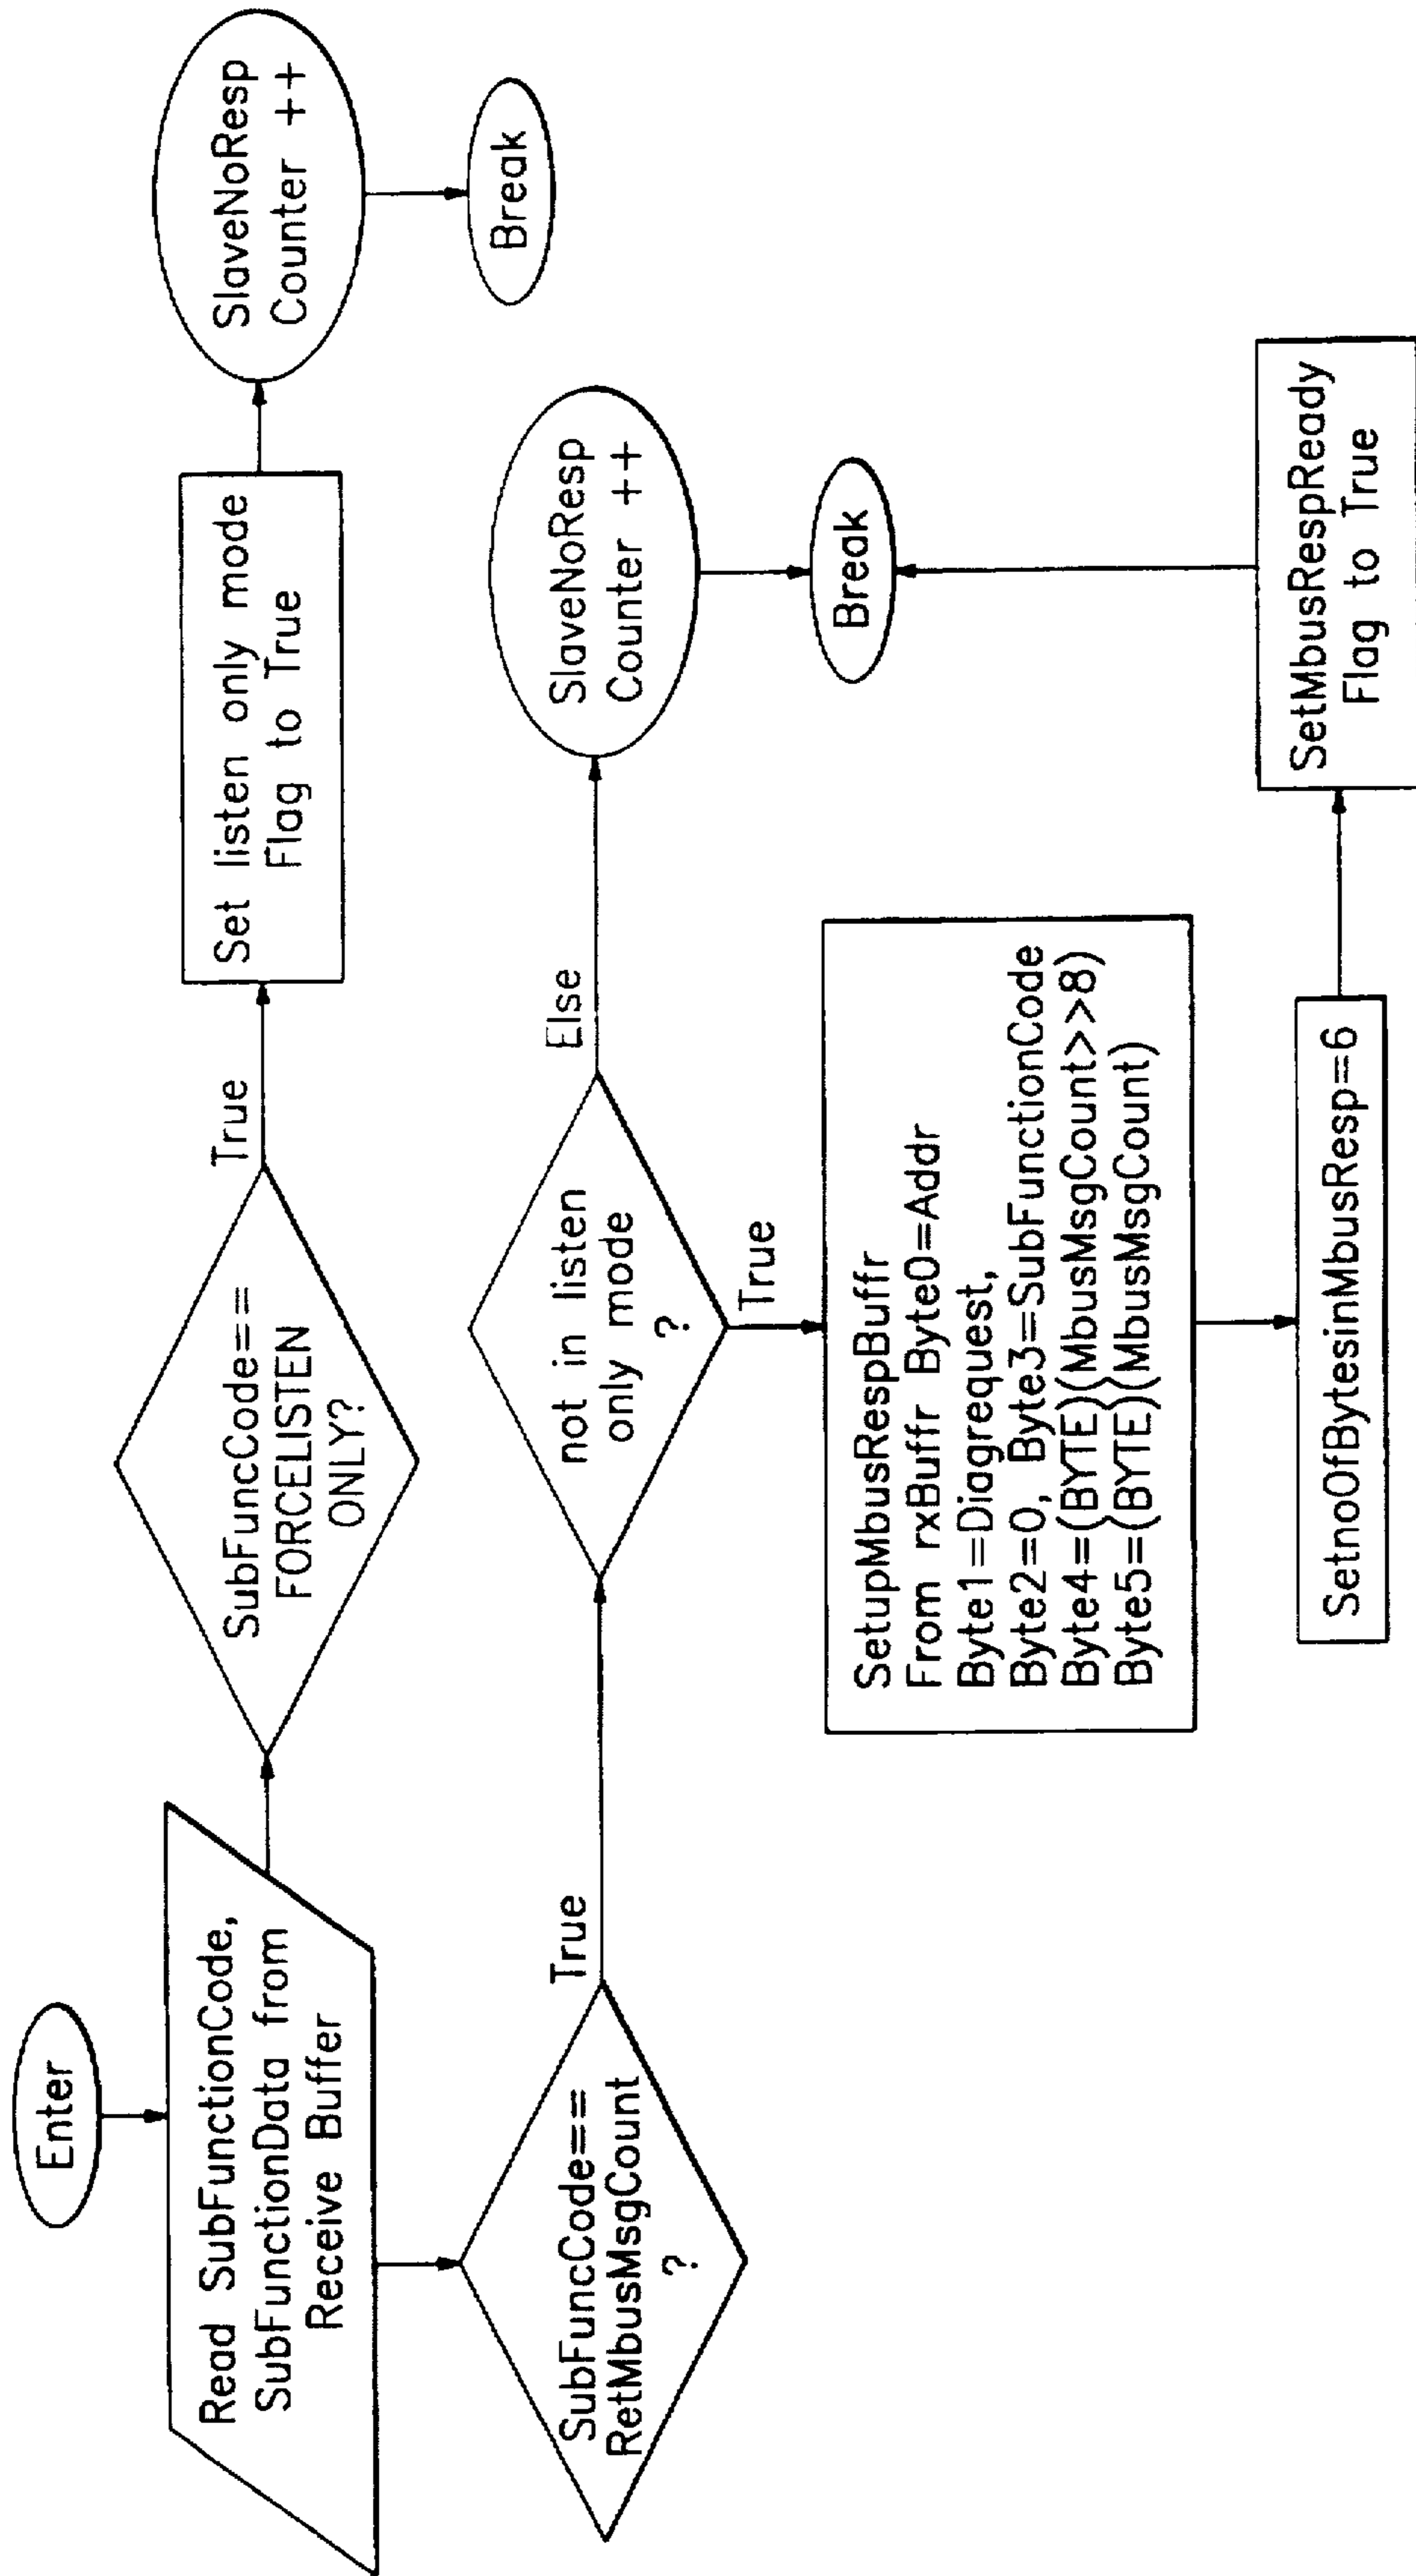 Enter
Read SubFunctionCode,
SubFunctionData from
Receive Buffer
SubFuncCode==
FORCELISTEN
ONLY?
True
Set listen only mode
Flag to True
SlaveNoResp
Counter ++
Break
SubFuncCode==
RetMbusMsgCount
?
True
not in listen
only mode
?
Else
SlaveNoResp
Counter ++
Break
True
SetupMbusRespBuffr
From rxBuffr Byte0=Addr
Byte1=Diagrequest,
Byte2=0, Byte3=SubFunctionCode
Byte4=(BYTE)(MbusMsgCount>>8)
Byte5=(BYTE)(MbusMsgCount)
SetnoOfBytesinMbusResp=6
SetMbusRespReady
Flag to True